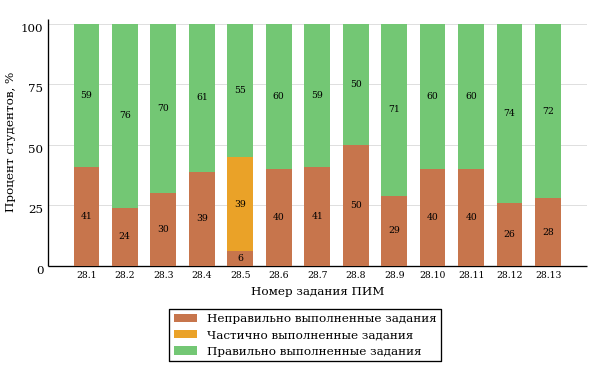 100
75
50
25
0
Процент студентов, %
59 76 70 61 55 60 59 50 71 60 60 74 72
39
41 24 30 39 6 40 41 50 29 40 40 26 28
28.1 28.2 28.3 28.4 28.5 28.6 28.7 28.8 28.9 28.10 28.11 28.12 28.13
Номер задания ПИМ
Неправильно выполненные задания
Частично выполненные задания
Правильно выполненные задания